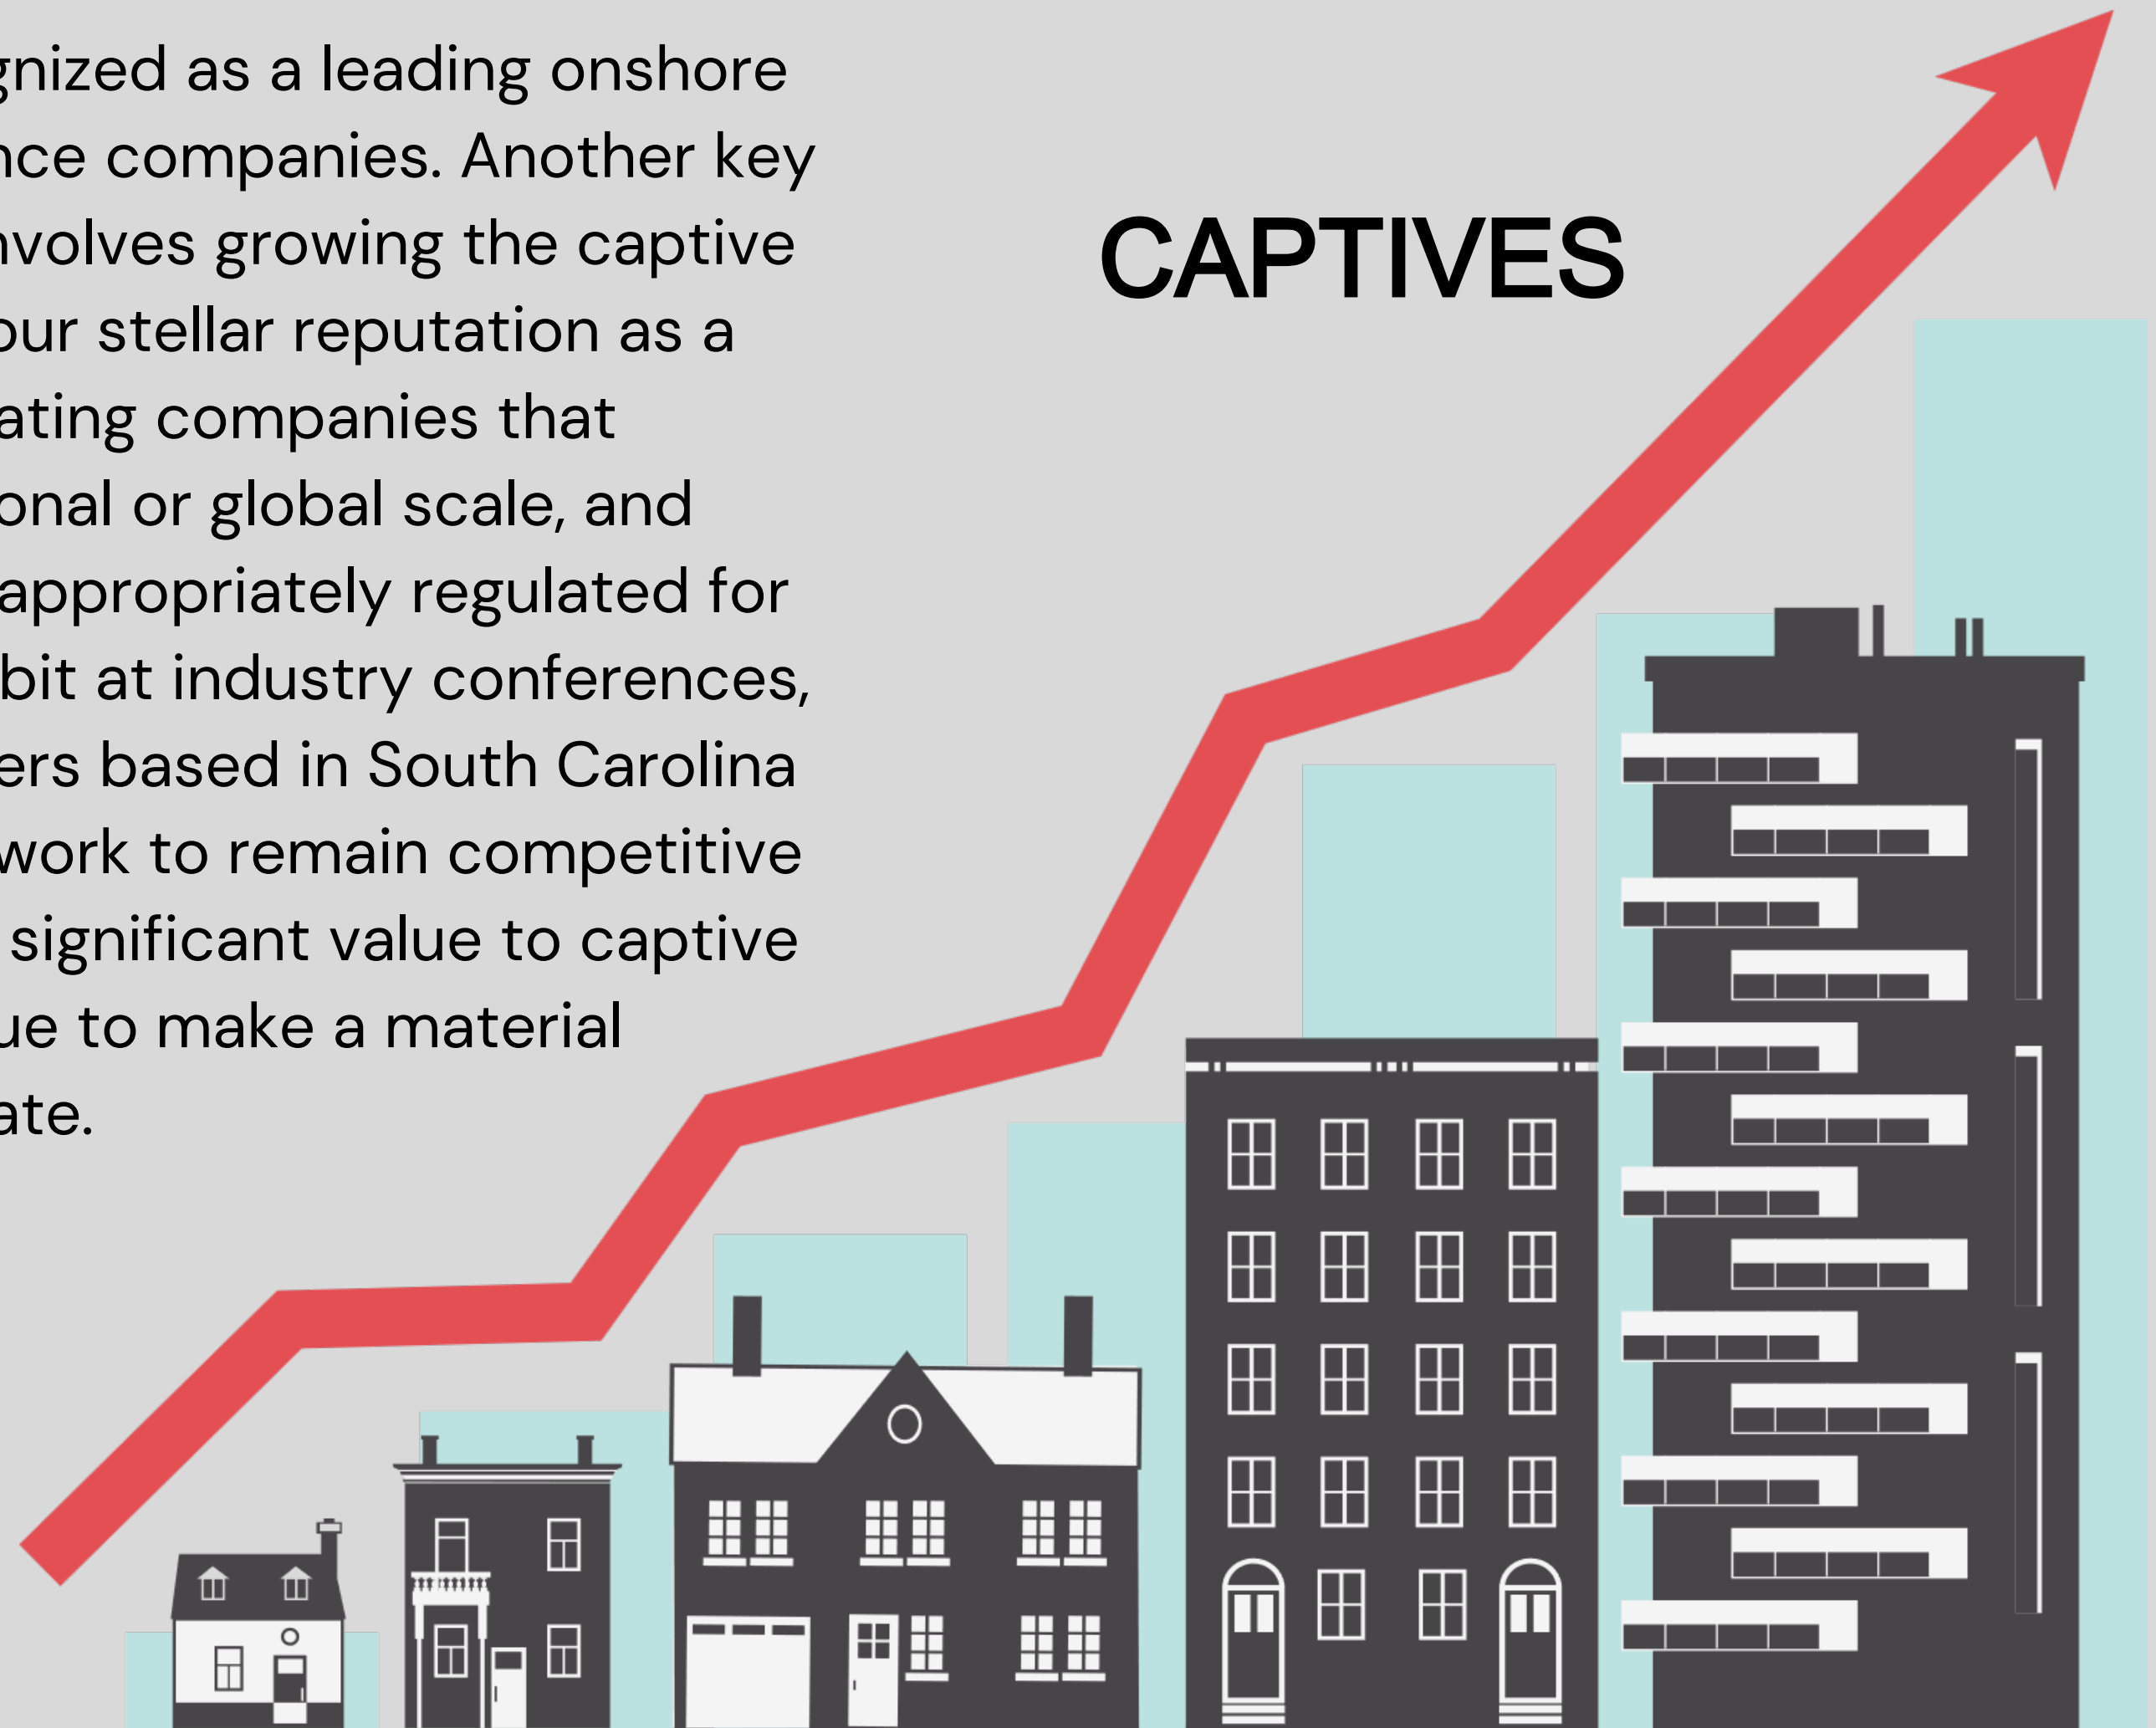 gnized as a leading onshore
nce companies. Another key
nvolves growing the captive
our stellar reputation as a
ating companies that
onal or global scale, and
appropriately regulated for
bit at industry conferences,
ers based in South Carolina
work to remain competitive
significant value to captive
ue to make a material
ate.
CAPTIVES